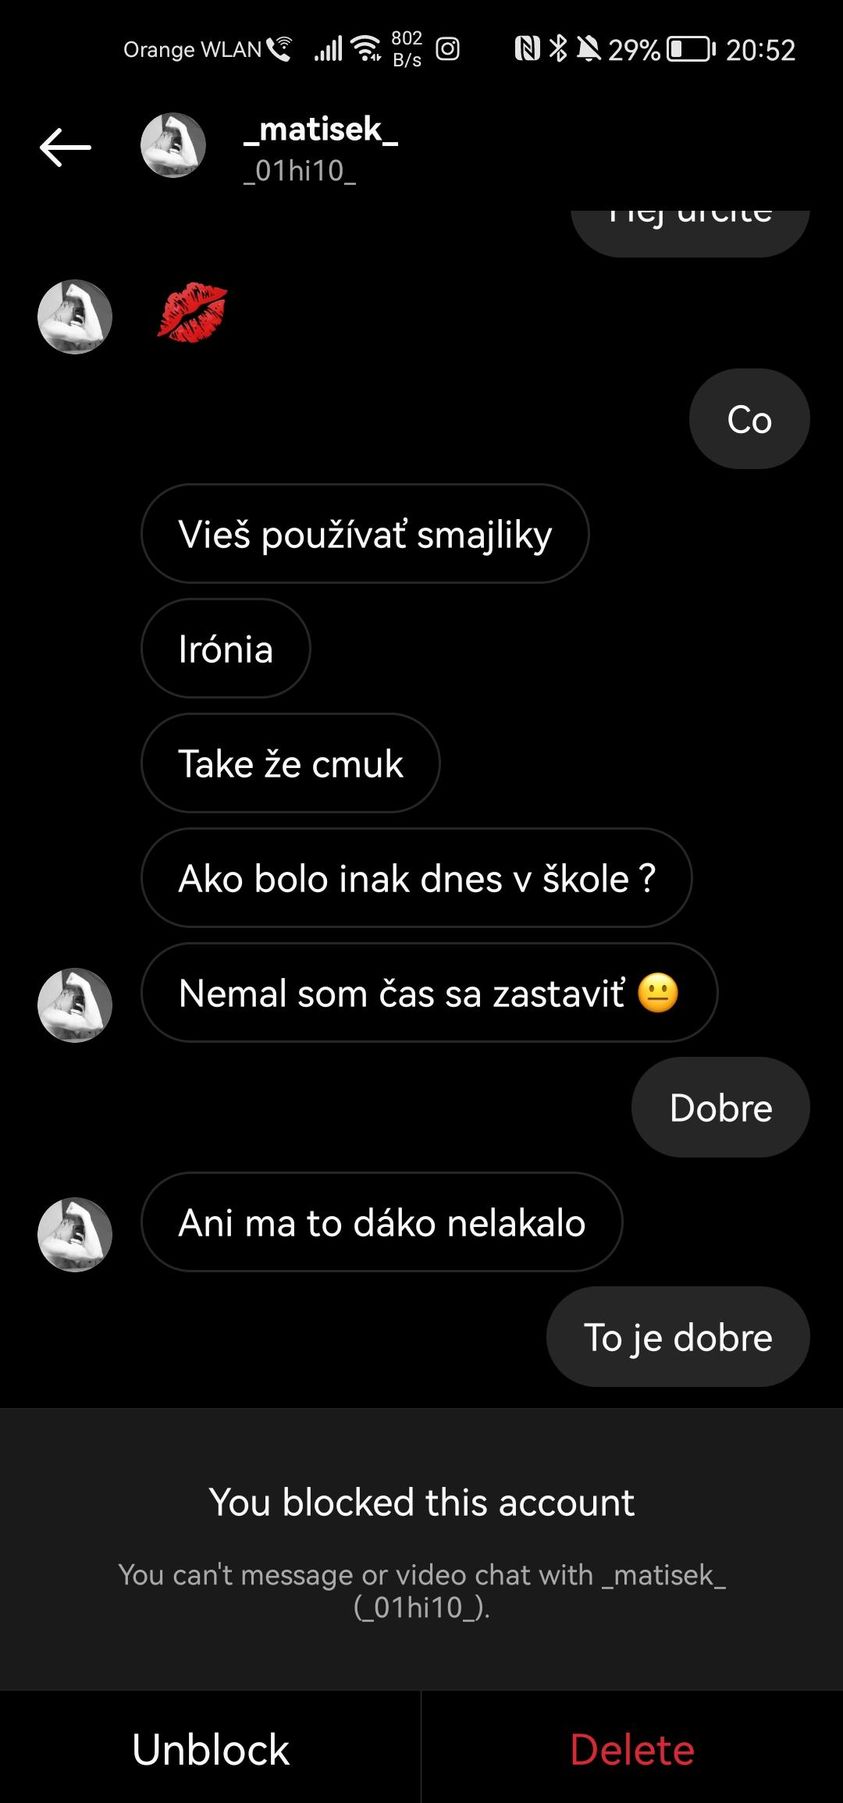 Orange WLAN 802 B/s 29% 20:52
_matisek_
_01hi10_
Hej určite
Co
Vieš používať smajliky
Irónia
Take že cmuk
Ako bolo inak dnes v škole ?
Nemal som čas sa zastaviť 😐
Dobre
Ani ma to dáko nelakalo
To je dobre
You blocked this account
You can't message or video chat with _matisek_
(_01hi10_).
Unblock
Delete